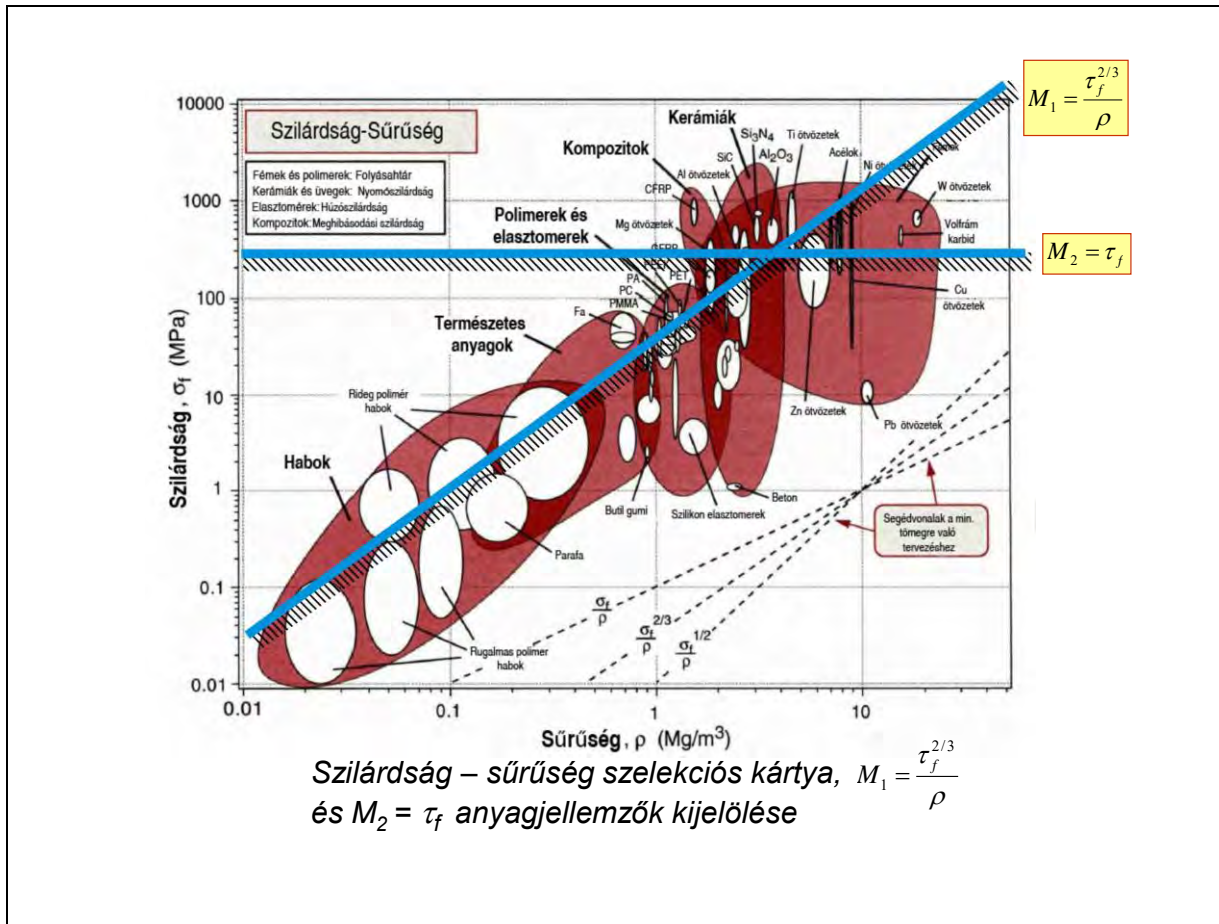 M₁ = τ_f^{2/3} / ρ
10000
Szilárdság-Sűrűség
Fémek és polimerek: Folyásahtár
Kerámiák és üvegek: Nyomószilárdság
Elasztomérek: Húzószilárdság
Kompozitok: Meghibásodási szilárdság
Kerámiák
Kompozitok
Si₃N₄
SiC
Al₂O₃
Ti ötvözetek
Acélok
Al ötvözetek
CFRP
W ötvözetek
1000
Polimerek és
elasztomerek
Mg ötvözetek
Volfrám
karbid
M₂ = τ_f
PA
PET
PC
PMMA
100
Cu
ötvözetek
Fa
Természetes
anyagok
Rideg polimér
habok
10
Zn ötvözetek
Pb ötvözetek
Habok
1
Butil gumi
Szilikon elasztomerek
Beton
Segédvonalak a min.
tömegre való
tervezéshez
Parafa
0.1
σf
ρ
σf 2/3
ρ
σf 1/2
ρ
Rugalmas polimer
habok
0.01
Szilárdság, σf (MPa)
0.01 0.1 1 10
Sűrűség, ρ (Mg/m³)
Szilárdság – sűrűség szelekciós kártya, M₁ = τ_f^{2/3} / ρ
és M₂ = τf anyagjellemzők kijelölése